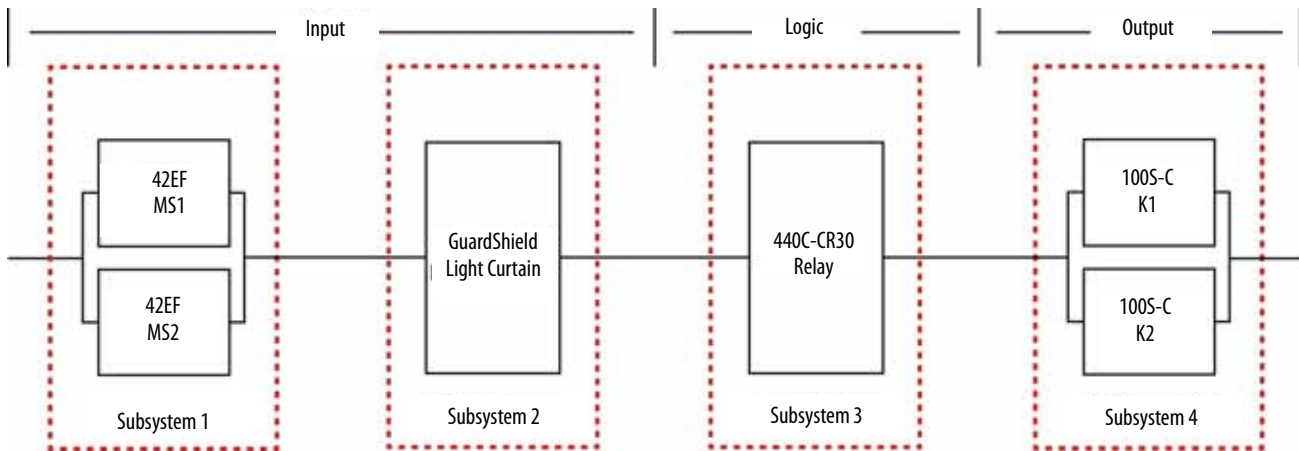 Input
Logic
Output
42EF
MS1
42EF
MS2
Subsystem 1
GuardShield
Light Curtain
Subsystem 2
440C-CR30
Relay
Subsystem 3
100S-C
K1
100S-C
K2
Subsystem 4